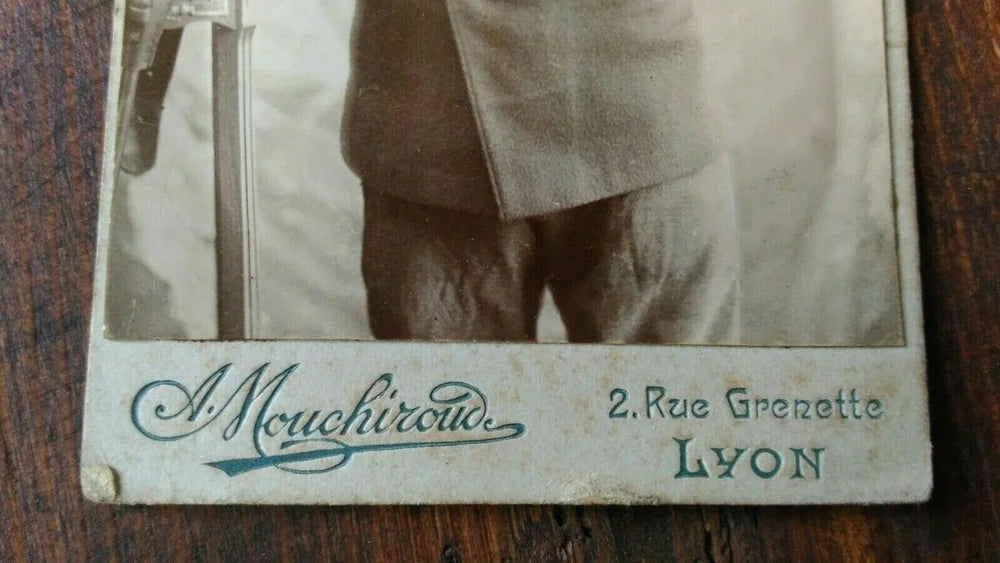 A. Mouchiroud
2. Rue Grenette
LYON